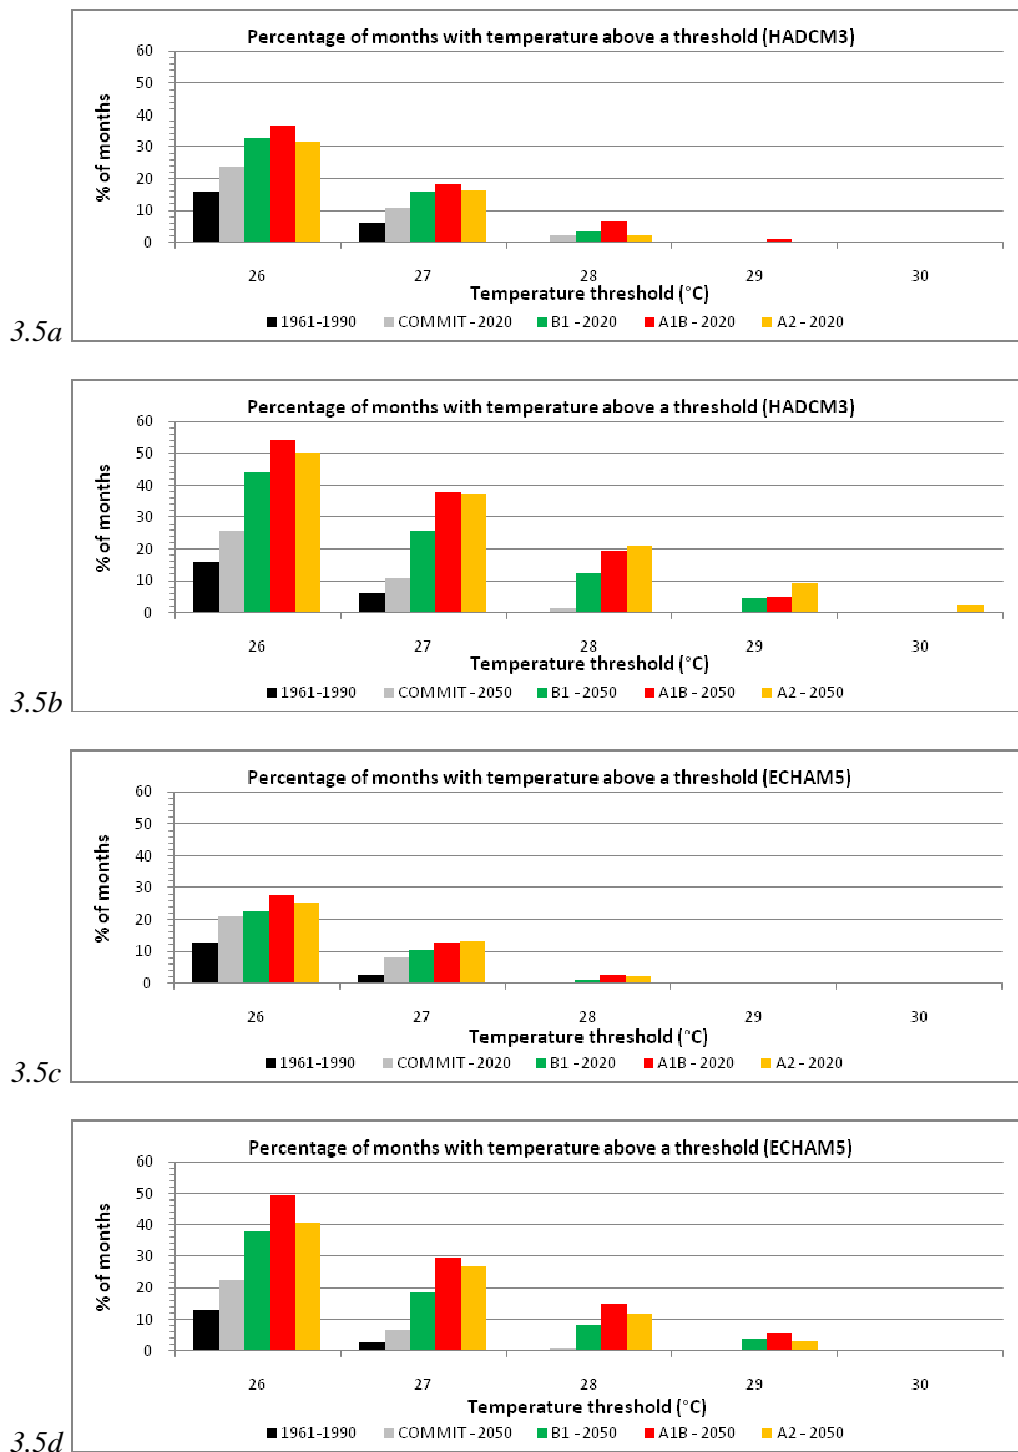 Percentage of months with temperature above a threshold (HADCM3)
60
50
40
30
20
10
0
% of months
26 27 28 29 30
Temperature threshold (°C)
1961-1990 COMMIT - 2020 B1 - 2020 A1B - 2020 A2 - 2020
3.5a
Percentage of months with temperature above a threshold (HADCM3)
60
50
40
30
20
10
0
% of months
26 27 28 29 30
Temperature threshold (°C)
1961-1990 COMMIT - 2050 B1 - 2050 A1B - 2050 A2 - 2050
3.5b
Percentage of months with temperature above a threshold (ECHAM5)
60
50
40
30
20
10
0
% of months
26 27 28 29 30
Temperature threshold (°C)
1961-1990 COMMIT - 2020 B1 - 2020 A1B - 2020 A2 - 2020
3.5c
Percentage of months with temperature above a threshold (ECHAM5)
60
50
40
30
20
10
0
% of months
26 27 28 29 30
Temperature threshold (°C)
1961-1990 COMMIT - 2050 B1 - 2050 A1B - 2050 A2 - 2050
3.5d